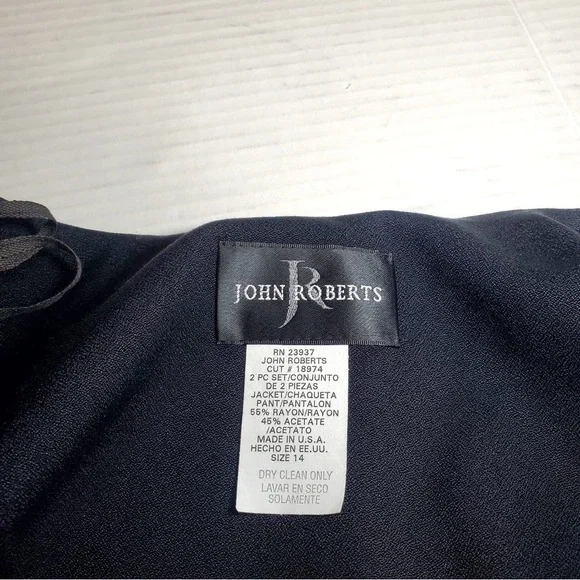 JR
JOHN ROBERTS
RN 23937
JOHN ROBERTS
CUT # 18974
2 PC SET/CONJUNTO
DE 2 PIEZAS
JACKET/CHAQUETA
PANT/PANTALON
55% RAYON/RAYON
45% ACETATE
/ACETATO
MADE IN U.S.A.
HECHO EN EE.UU.
SIZE 14
DRY CLEAN ONLY
LAVAR EN SECO
SOLAMENTE